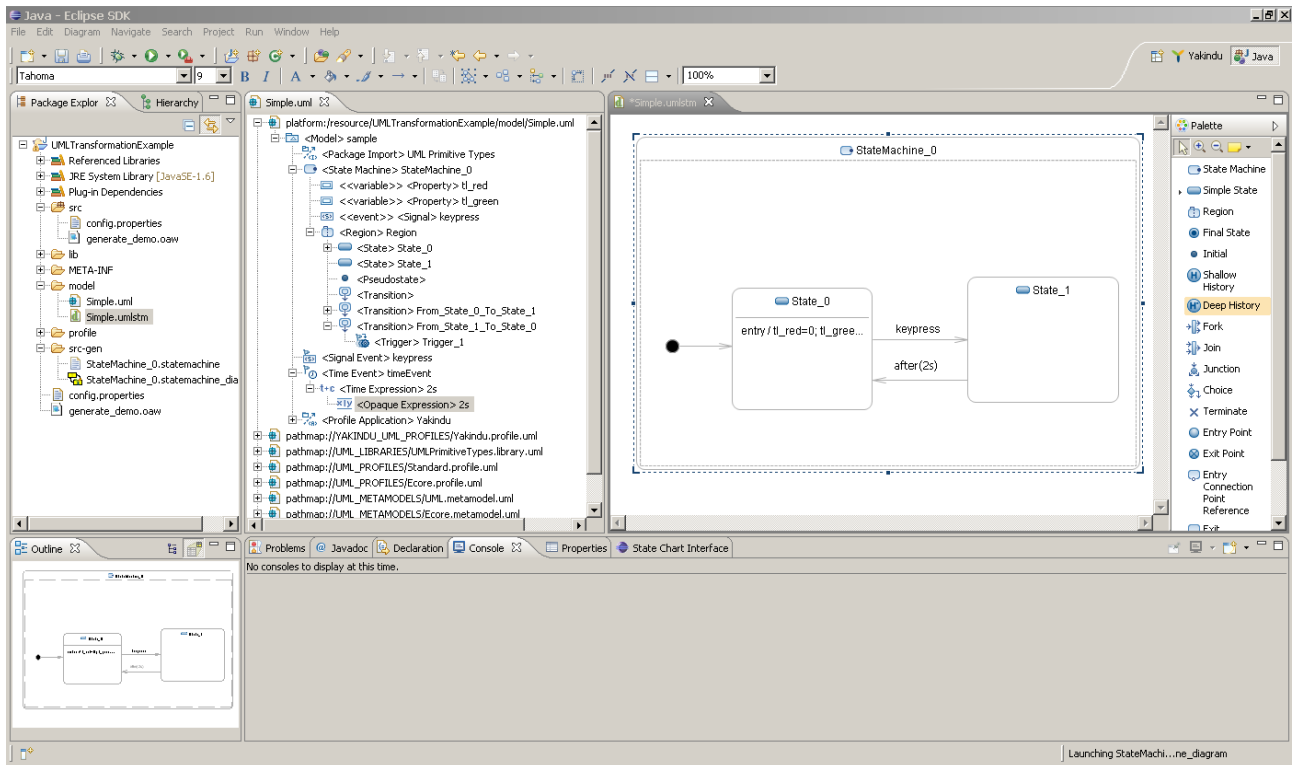 Java - Eclipse SDK
File Edit Diagram Navigate Search Project Run Window Help
Yakindu Java
Tahoma 9 B I A 100%
Package Explor Hierarchy
UMLTransformationExample
Referenced Libraries
JRE System Library [JavaSE-1.6]
Plug-in Dependencies
src
config.properties
generate_demo.oaw
lib
META-INF
model
Simple.uml
Simple.umlstm
profile
src-gen
StateMachine_0.statemachine
StateMachine_0.statemachine_dia
config.properties
generate_demo.oaw
Simple.uml
platform:/resource/UMLTransformationExample/model/Simple.uml
<Model> sample
<Package Import> UML Primitive Types
<State Machine> StateMachine_0
<<variable>> <Property> tl_red
<<variable>> <Property> tl_green
<<event>> <Signal> keypress
<Region> Region
<State> State_0
<State> State_1
<Pseudostate>
<Transition>
<Transition> From_State_0_To_State_1
<Transition> From_State_1_To_State_0
<Trigger> Trigger_1
<Signal Event> keypress
<Time Event> timeEvent
<Time Expression> 2s
<Opaque Expression> 2s
<Profile Application> Yakindu
pathmap://YAKINDU_UML_PROFILES/Yakindu.profile.uml
pathmap://UML_LIBRARIES/UMLPrimitiveTypes.library.uml
pathmap://UML_PROFILES/Standard.profile.uml
pathmap://UML_PROFILES/Ecore.profile.uml
pathmap://UML_METAMODELS/UML.metamodel.uml
pathmap://UML_METAMODELS/Ecore.metamodel.uml
*Simple.umlstm
StateMachine_0
State_0
entry / tl_red=0; tl_gree...
keypress
after(2s)
State_1
Palette
State Machine
Simple State
Region
Final State
Initial
Shallow
History
Deep History
Fork
Join
Junction
Choice
Terminate
Entry Point
Exit Point
Entry
Connection
Point
Reference
Exit
Outline
Problems Javadoc Declaration Console Properties State Chart Interface
No consoles to display at this time.
Launching StateMachi...ne_diagram